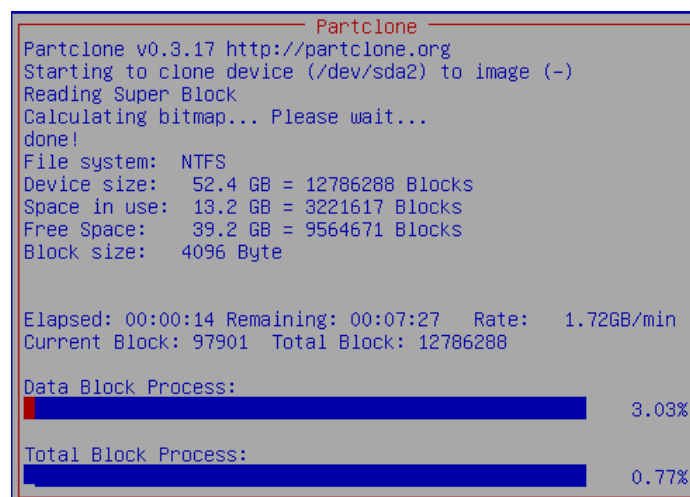 Partclone
Partclone v0.3.17 http://partclone.org
Starting to clone device (/dev/sda2) to image (-)
Reading Super Block
Calculating bitmap... Please wait...
done!
File system:  NTFS
Device size:   52.4 GB = 12786288 Blocks
Space in use:  13.2 GB = 3221617 Blocks
Free Space:    39.2 GB = 9564671 Blocks
Block size:   4096 Byte
Elapsed: 00:00:14 Remaining: 00:07:27   Rate:   1.72GB/min
Current Block: 97901  Total Block: 12786288
Data Block Process:
3.03%
Total Block Process:
0.77%